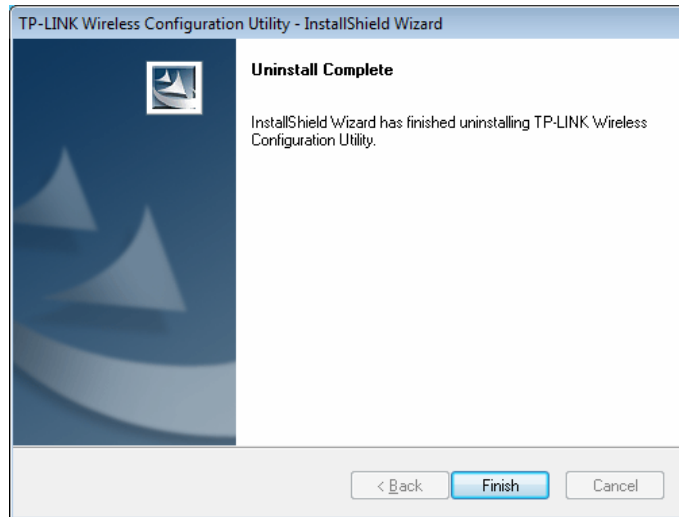 TP-LINK Wireless Configuration Utility - InstallShield Wizard
Uninstall Complete
InstallShield Wizard has finished uninstalling TP-LINK Wireless
Configuration Utility.
< Back
Finish
Cancel